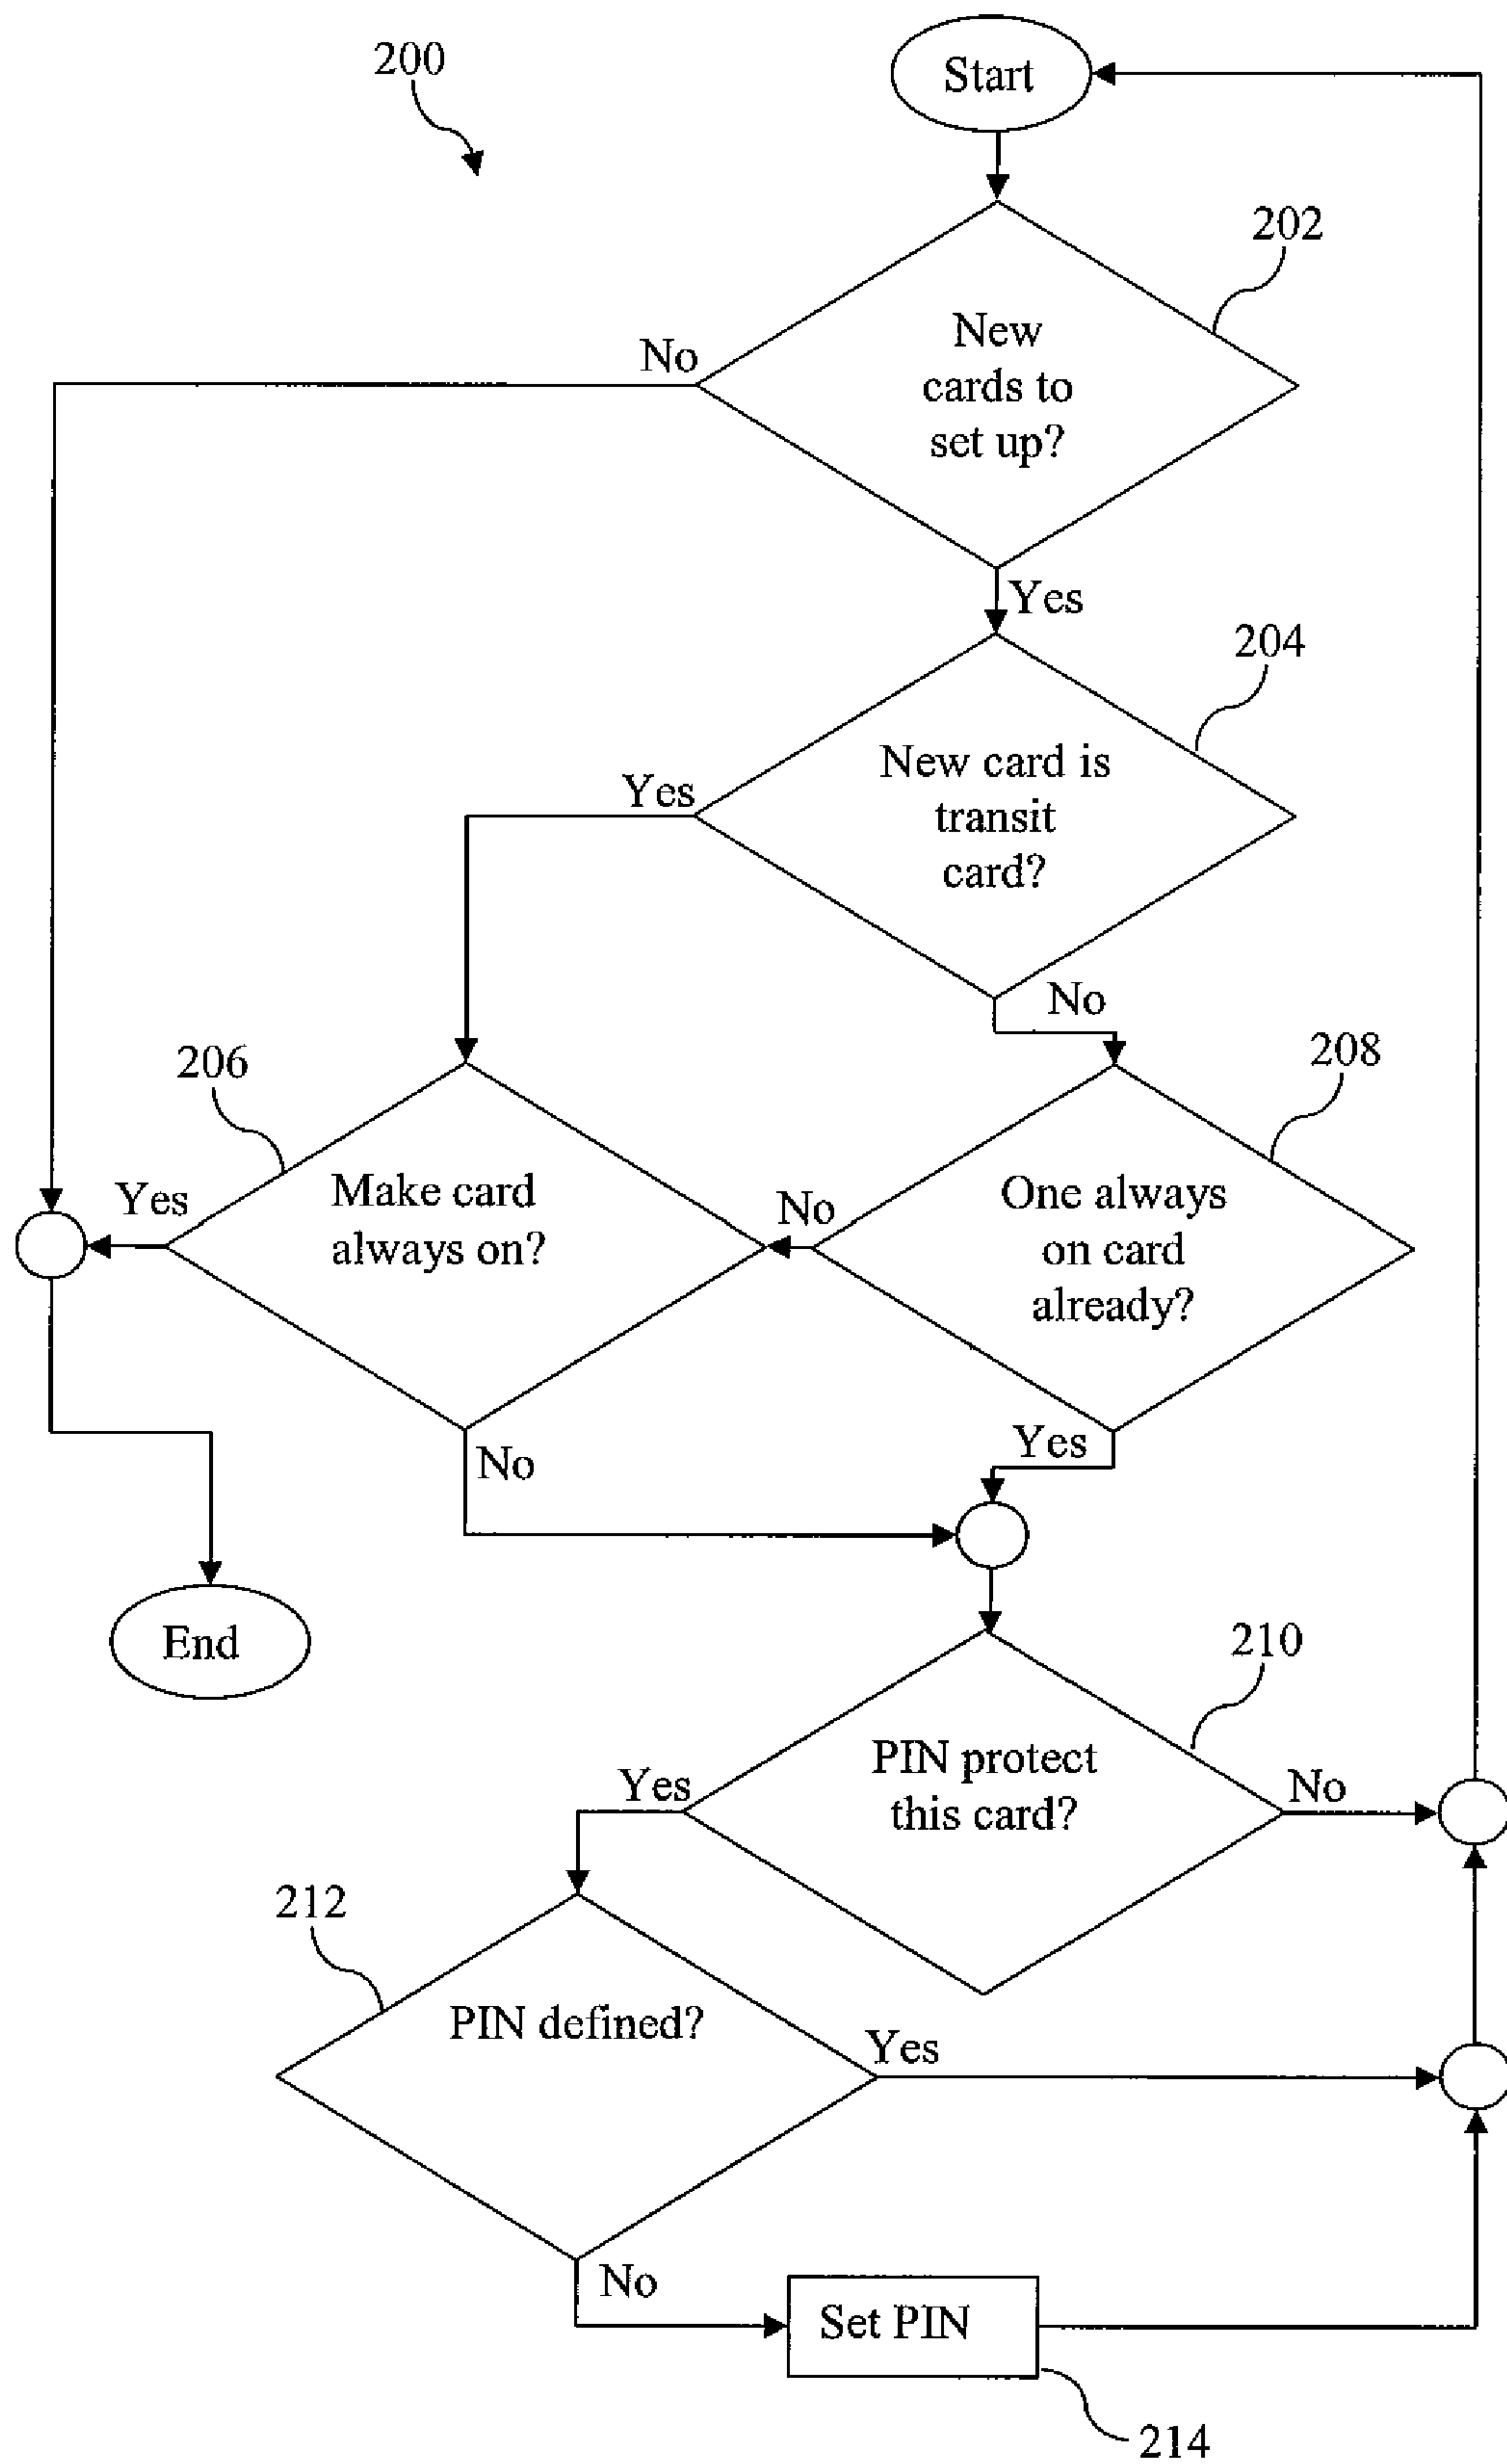 200
Start
202
New
cards to
set up?
No
Yes
204
New card is
transit
card?
Yes
No
206
208
Make card
always on?
Yes
No
One always
on card
already?
No
Yes
End
210
PIN protect
this card?
Yes
No
212
PIN defined?
Yes
No
Set PIN
214